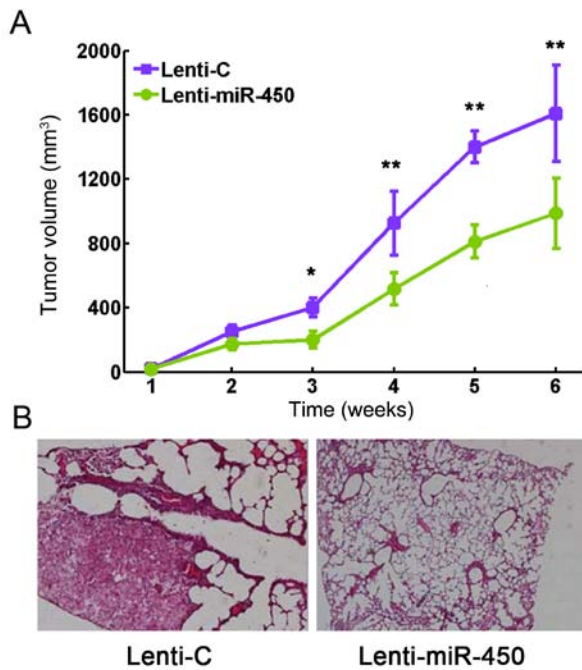 A
Tumor volume (mm³)
2000
1600
1200
800
400
0
Lenti-C
Lenti-miR-450
*
**
**
**
1 2 3 4 5 6
Time (weeks)
B
Lenti-C Lenti-miR-450